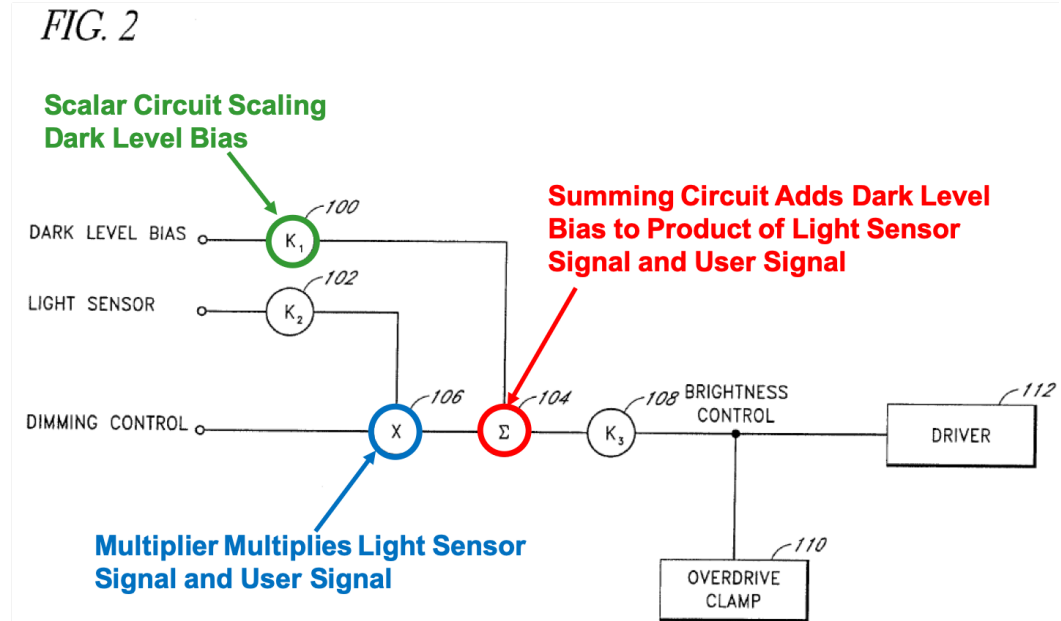 FIG. 2
Scalar Circuit Scaling
Dark Level Bias
Summing Circuit Adds Dark Level
Bias to Product of Light Sensor
Signal and User Signal
100
DARK LEVEL BIAS
K1
102
LIGHT SENSOR
K2
106
104
108
BRIGHTNESS
CONTROL
112
DIMMING CONTROL
X
Σ
K3
DRIVER
Multiplier Multiplies Light Sensor
Signal and User Signal
110
OVERDRIVE
CLAMP